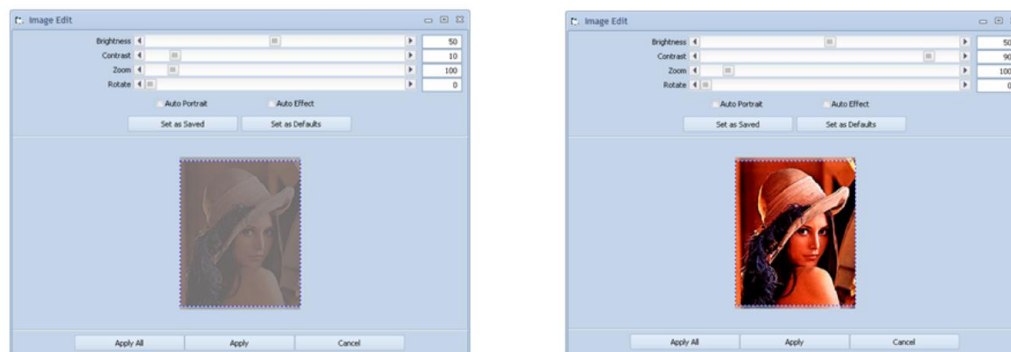 Image Edit
Brightness 50
Contrast 10
Zoom 100
Rotate 0
Auto Portrait Auto Effect
Set as Saved Set as Defaults
Apply All Apply Cancel
Image Edit
Brightness 50
Contrast 90
Zoom 100
Rotate 0
Auto Portrait Auto Effect
Set as Saved Set as Defaults
Apply All Apply Cancel